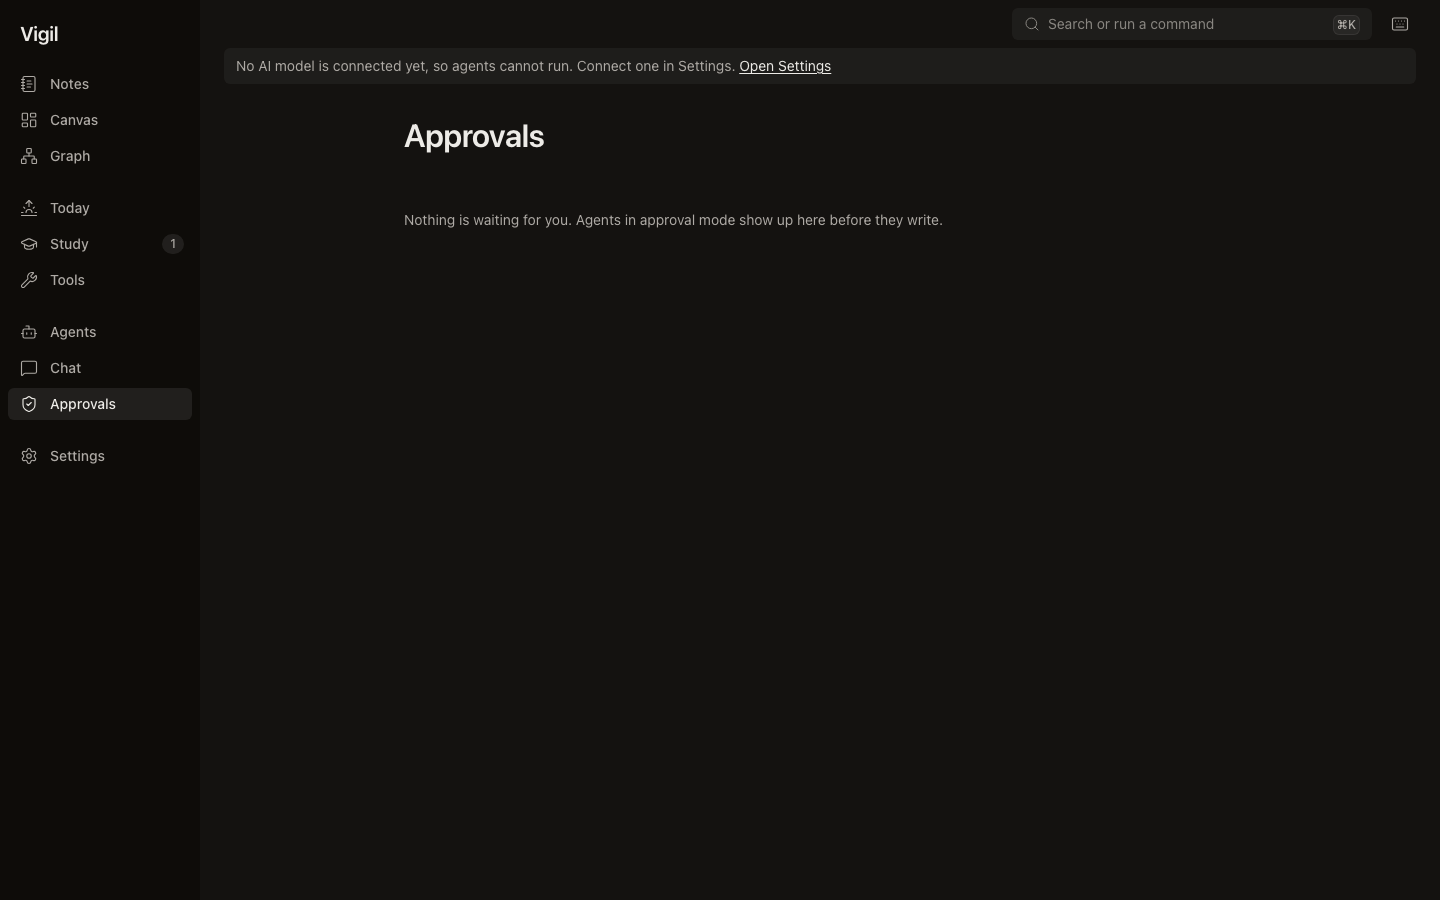 Vigil
Search or run a command
⌘K
No AI model is connected yet, so agents cannot run. Connect one in Settings. Open Settings
Notes
Canvas
Graph
Today
Study
1
Tools
Agents
Chat
Approvals
Settings
Approvals
Nothing is waiting for you. Agents in approval mode show up here before they write.